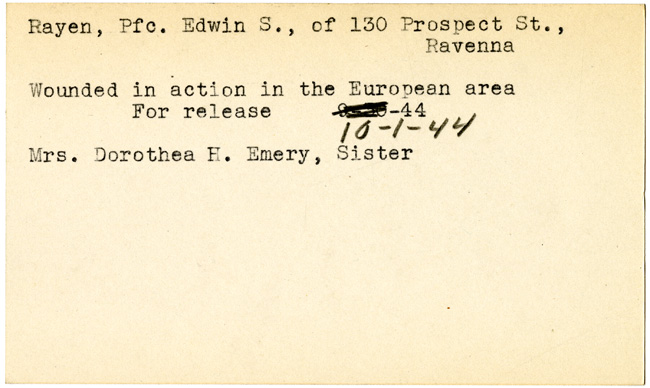 Rayen, Pfc. Edwin S., of 130 Prospect St.,
Ravenna
Wounded in action in the European area
For release -44
10-1-44
Mrs. Dorothea H. Emery, Sister